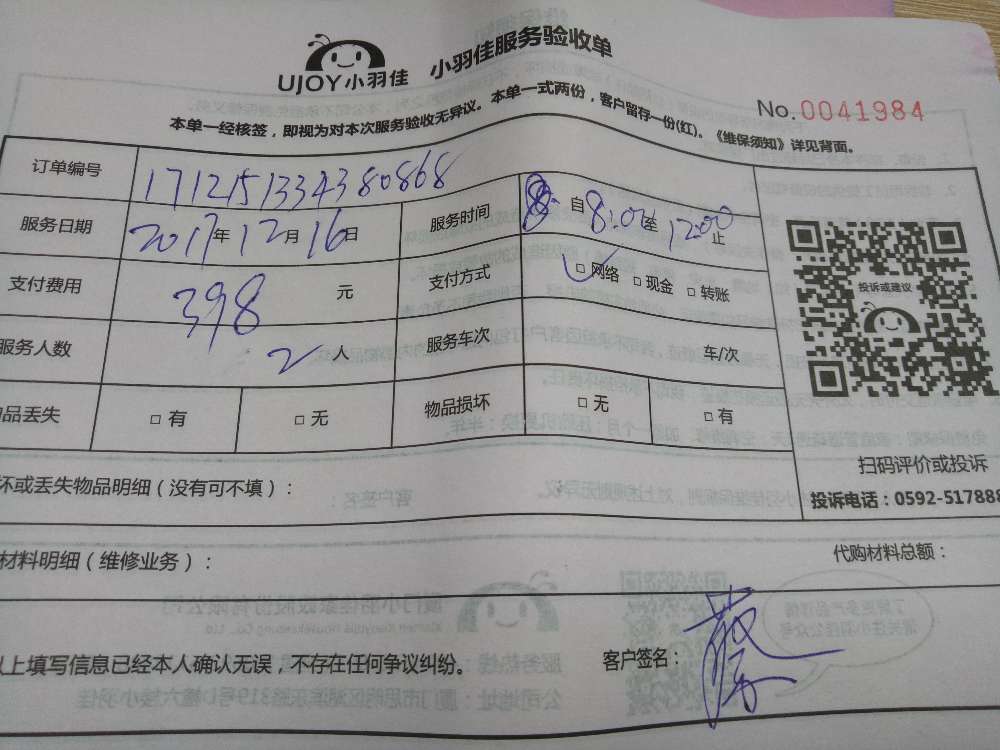 UJOY小羽佳 小羽佳服务验收单
No.0041984
本单一经核签，即视为对本次服务验收无异议。本单一式两份，客户留存一份(红)。《维保须知》详见背面。
订单编号 1712151334380868
服务日期 2017年12月16日 服务时间 自8:02至12:00止
支付费用 398元 支付方式 □网络 □现金 □转账
服务人数 2人 服务车次 车/次
品丢失 □有 □无 物品损坏 □无 □有
投诉或建议
扫码评价或投诉
投诉电话：0592-517888
坏或丢失物品明细（没有可不填）：
材料明细（维修业务）： 代购材料总额：
上填写信息已经本人确认无误，不存在任何争议纠纷。 客户签名：